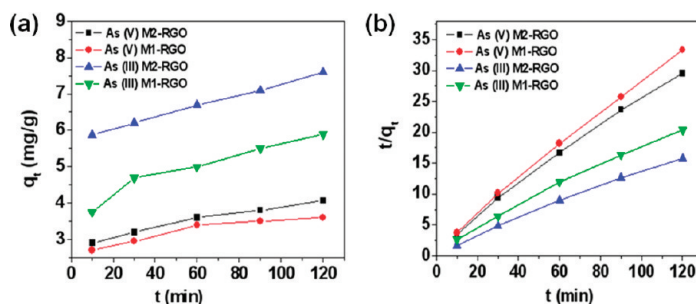 (a)
9
8
7
6
5
4
3
qt (mg/g)
As (V) M2-RGO
As (V) M1-RGO
As (III) M2-RGO
As (III) M1-RGO
0 20 40 60 80 100 120
t (min)
(b)
35
30
25
20
15
10
5
0
t/qt
As (V) M2-RGO
As (V) M1-RGO
As (III) M2-RGO
As (III) M1-RGO
0 20 40 60 80 100 120
t (min)